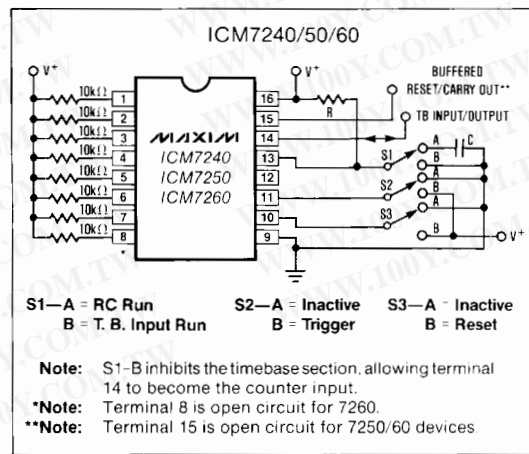 ICM7240/50/60
V+
10kΩ
10kΩ
10kΩ
10kΩ
10kΩ
10kΩ
10kΩ
10kΩ
1
2
3
4
5
6
7
8
*
MAXIM
ICM7240
ICM7250
ICM7260
16
15
14
13
12
11
10
9
V+
R
BUFFERED
RESET/CARRY OUT**
TB INPUT/OUTPUT
S1
A
C
B
S2
A
B
S3
A
B
V+
S1—A = RC Run
B = T. B. Input Run
S2—A = Inactive
B = Trigger
S3—A = Inactive
B = Reset
Note: S1-B inhibits the timebase section, allowing terminal
14 to become the counter input.
*Note: Terminal 8 is open circuit for 7260.
**Note: Terminal 15 is open circuit for 7250/60 devices.
WWW.100Y.COM.TW